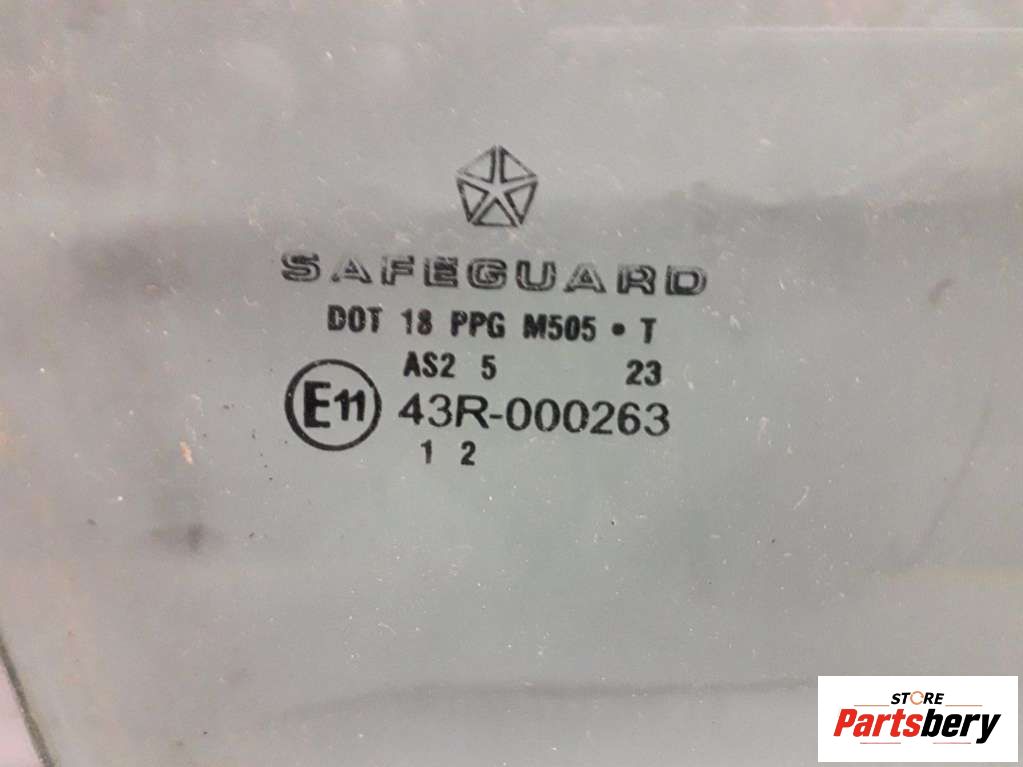 SAFEGUARD
DOT 18 PPG M505 • T
AS2 5 23
E11 43R-000263
1 2
STORE
Partsbery